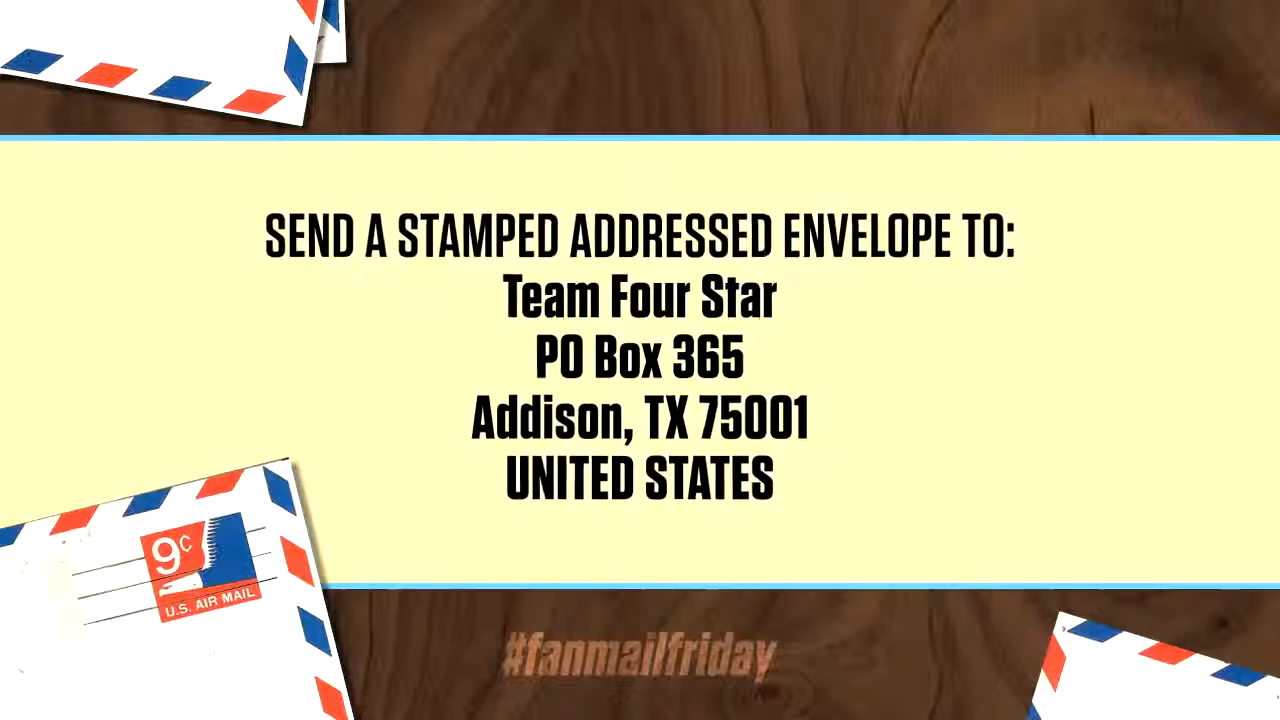 SEND A STAMPED ADDRESSED ENVELOPE TO:
Team Four Star
PO Box 365
Addison, TX 75001
UNITED STATES
9c
U.S. AIR MAIL
#fanmailfriday